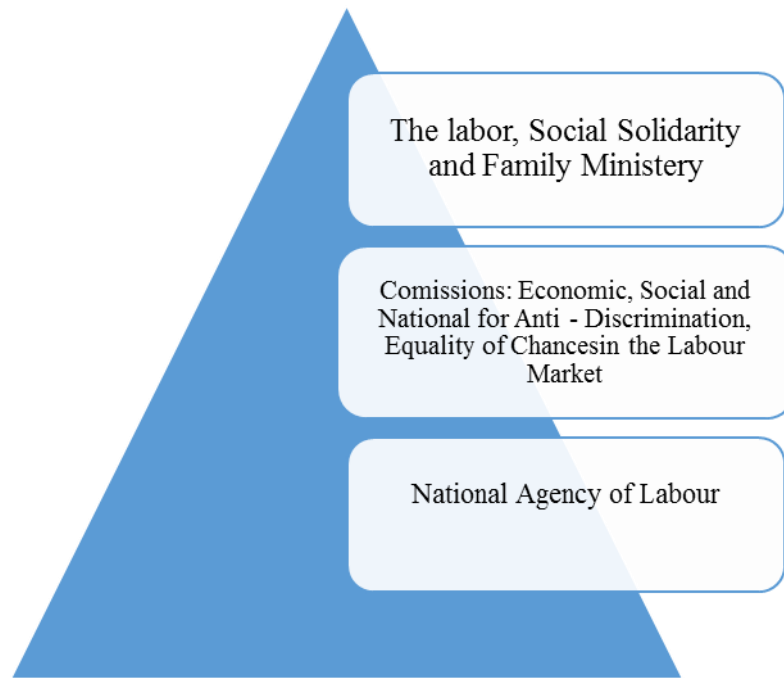 The labor, Social Solidarity
and Family Ministery
Comissions: Economic, Social and
National for Anti - Discrimination,
Equality of Chancesin the Labour
Market
National Agency of Labour